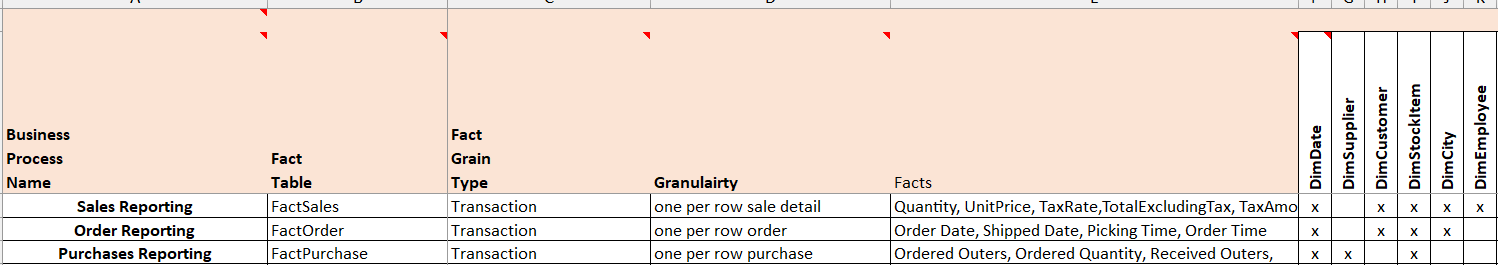 Business
Process
Name
Fact
Table
Fact
Grain
Type
Granulairty
Facts
DimDate
DimSupplier
DimCustomer
DimStockItem
DimCity
DimEmployee
Sales Reporting FactSales Transaction one per row sale detail Quantity, UnitPrice, TaxRate,TotalExcludingTax, TaxAmo x x x x x
Order Reporting FactOrder Transaction one per row order Order Date, Shipped Date, Picking Time, Order Time x x x x
Purchases Reporting FactPurchase Transaction one per row purchase Ordered Outers, Ordered Quantity, Received Outers, x x x